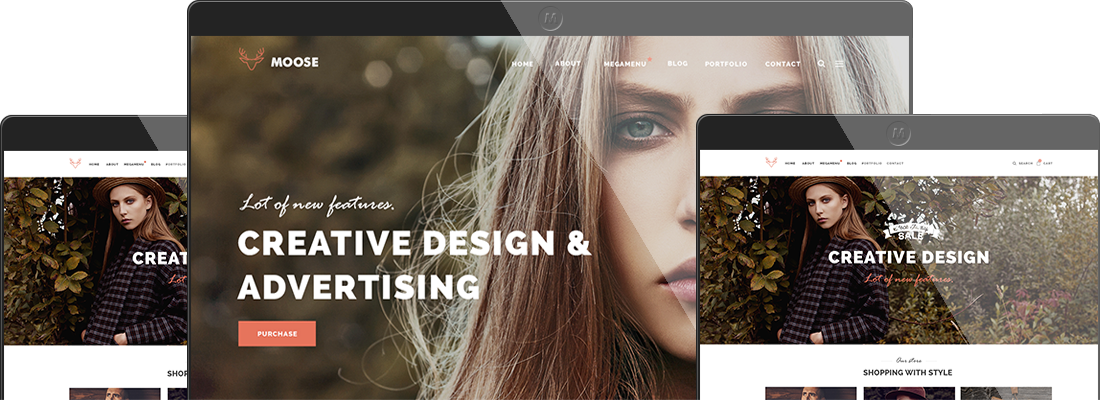 M
MOOSE
HOME ABOUT MEGAMENU BLOG PORTFOLIO CONTACT
Lot of new features.
CREATIVE DESIGN &
ADVERTISING
PURCHASE
HOME ABOUT MEGAMENU BLOG PORTFOLIO
CREAT
Lot
SHOP
M
HOME ABOUT MEGAMENU BLOG PORTFOLIO CONTACT SEARCH CART
SALE
CREATIVE DESIGN
Lot of new features
Our store
SHOPPING WITH STYLE